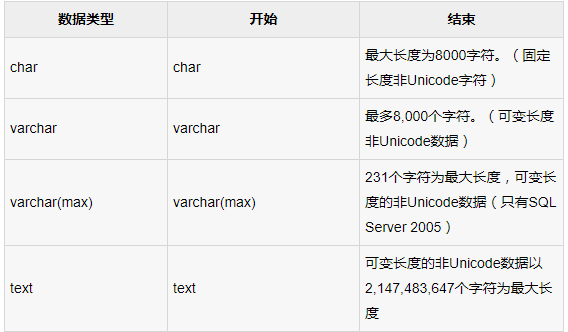 数据类型 开始 结束
char char 最大长度为8000字符。（固定
长度非Unicode字符）
varchar varchar 最多8,000个字符。（可变长度
非Unicode数据）
varchar(max) varchar(max) 231个字符为最大长度，可变长
度的非Unicode数据（只有SQL
Server 2005）
text text 可变长度的非Unicode数据以
2,147,483,647个字符为最大长
度